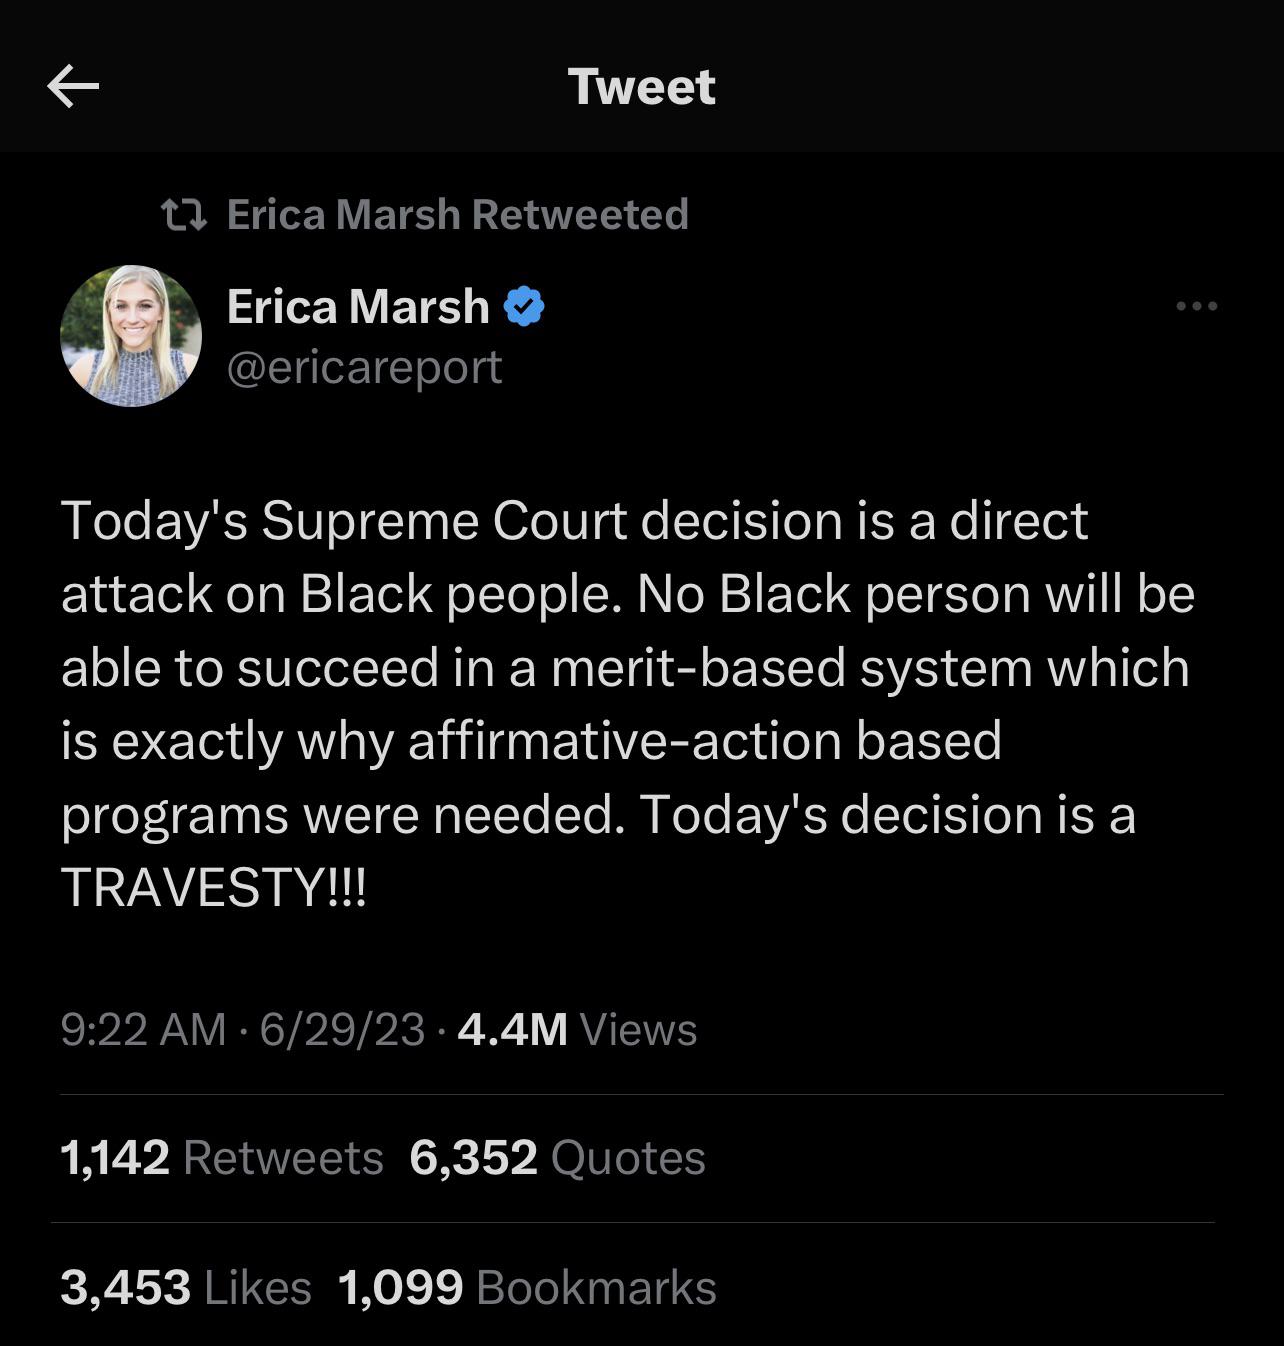 Tweet
Erica Marsh Retweeted
Erica Marsh
@ericareport
Today's Supreme Court decision is a direct
attack on Black people. No Black person will be
able to succeed in a merit-based system which
is exactly why affirmative-action based
programs were needed. Today's decision is a
TRAVESTY!!!
9:22 AM · 6/29/23 · 4.4M Views
1,142 Retweets 6,352 Quotes
3,453 Likes 1,099 Bookmarks